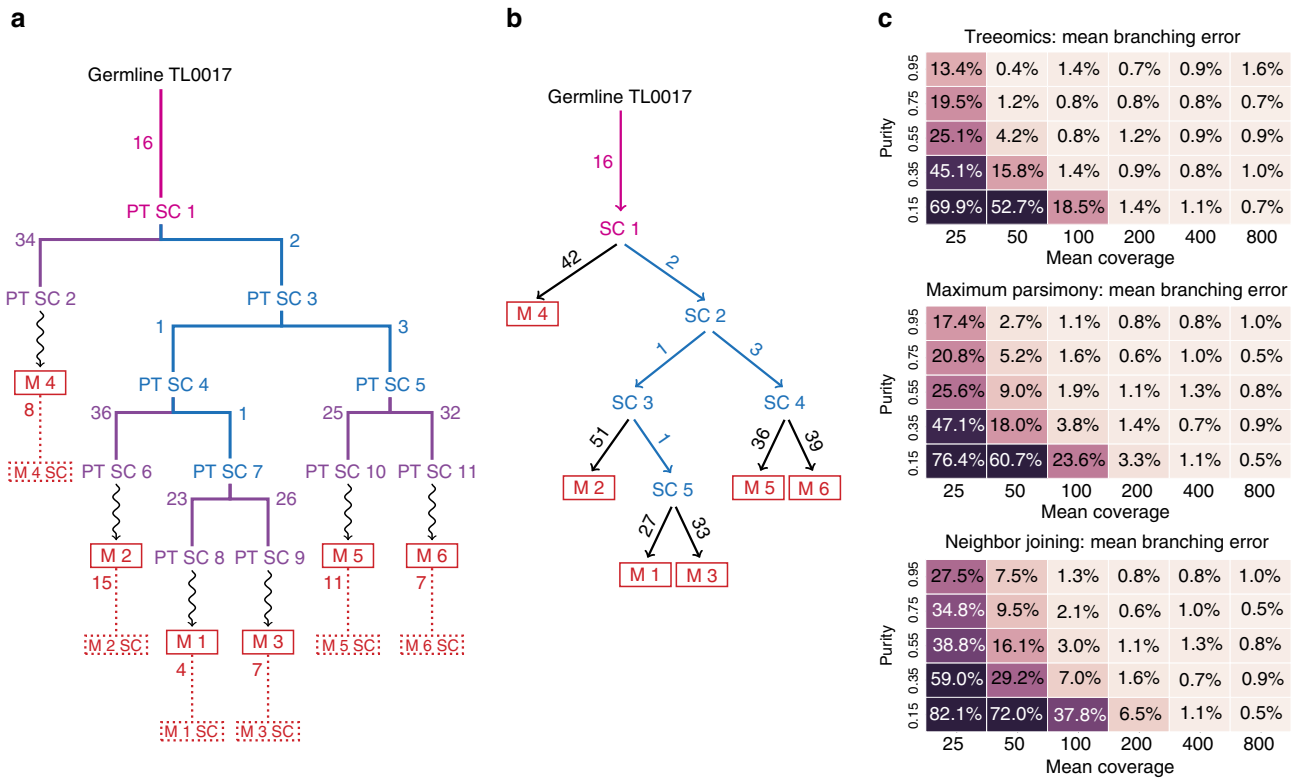 a
Germline TL0017
16
PT SC 1
34
2
PT SC 2
PT SC 3
1
3
M 4
PT SC 4
PT SC 5
8
36
1
25
32
M 4 SC
PT SC 6
PT SC 7
PT SC 10
PT SC 11
23
26
M 2
PT SC 8
PT SC 9
M 5
M 6
15
11
7
M 2 SC
M 1
M 3
M 5 SC
M 6 SC
4
7
M 1 SC
M 3 SC
b
Germline TL0017
16
SC 1
42
2
M 4
SC 2
1
3
SC 3
SC 4
51
1
36
39
M 2
SC 5
M 5
M 6
27
33
M 1
M 3
c
Treeomics: mean branching error
Purity
0.95 13.4% 0.4% 1.4% 0.7% 0.9% 1.6%
0.75 19.5% 1.2% 0.8% 0.8% 0.8% 0.7%
0.55 25.1% 4.2% 0.8% 1.2% 0.9% 0.9%
0.35 45.1% 15.8% 1.4% 0.9% 0.8% 1.0%
0.15 69.9% 52.7% 18.5% 1.4% 1.1% 0.7%
25 50 100 200 400 800
Mean coverage
Maximum parsimony: mean branching error
Purity
0.95 17.4% 2.7% 1.1% 0.8% 0.8% 1.0%
0.75 20.8% 5.2% 1.6% 0.6% 1.0% 0.5%
0.55 25.6% 9.0% 1.9% 1.1% 1.3% 0.8%
0.35 47.1% 18.0% 3.8% 1.4% 0.7% 0.9%
0.15 76.4% 60.7% 23.6% 3.3% 1.1% 0.5%
25 50 100 200 400 800
Mean coverage
Neighbor joining: mean branching error
Purity
0.95 27.5% 7.5% 1.3% 0.8% 0.8% 1.0%
0.75 34.8% 9.5% 2.1% 0.6% 1.0% 0.5%
0.55 38.8% 16.1% 3.0% 1.1% 1.3% 0.8%
0.35 59.0% 29.2% 7.0% 1.6% 0.7% 0.9%
0.15 82.1% 72.0% 37.8% 6.5% 1.1% 0.5%
25 50 100 200 400 800
Mean coverage